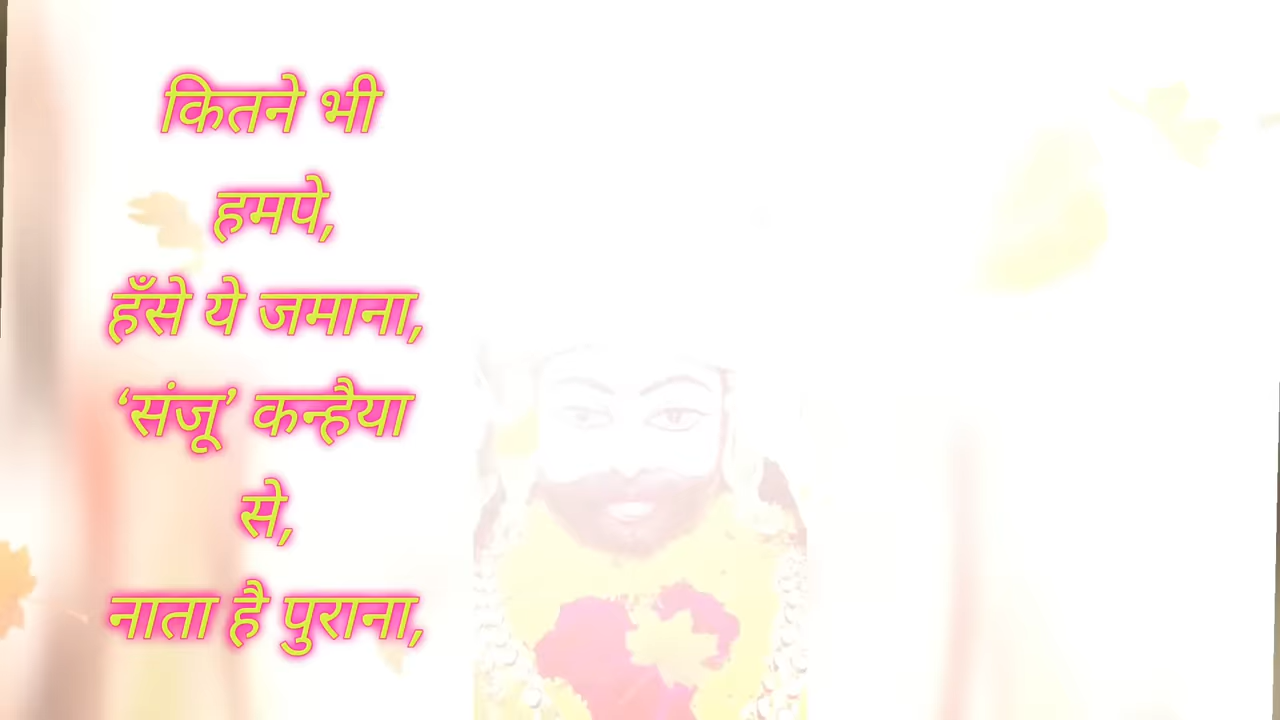 कितने भी
हमपे,
हँसे ये जमाना,
‘संजू’ कन्हैया
से,
नाता है पुराना,